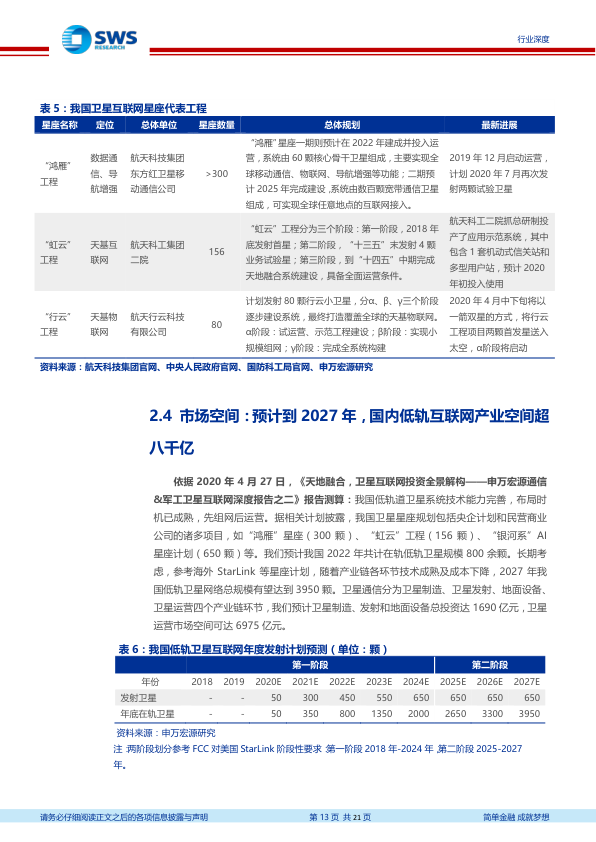 SWS
RESEARCH
行业深度
表 5：我国卫星互联网星座代表工程
星座名称 定位 总体单位 星座数量 总体规划 最新进展
“鸿雁”工程 数据通信、导航增强 航天科技集团东方红卫星移动通信公司 >300 “鸿雁”星座一期则预计在 2022 年建成并投入运营，系统由 60 颗核心骨干卫星组成，主要实现全球移动通信、物联网、导航增强等功能；二期预计 2025 年完成建设，系统由数百颗宽带通信卫星组成，可实现全球任意地点的互联网接入。 2019 年 12 月启动运营，计划 2020 年 7 月再次发射两颗试验卫星
“虹云”工程 天基互联网 航天科工集团二院 156 “虹云”工程分为三个阶段：第一阶段，2018 年底发射首星；第二阶段，“十三五”末发射 4 颗业务试验星；第三阶段，到“十四五”中期完成天地融合系统建设，具备全面运营条件。 航天科工二院抓总研制投产了应用示范系统，其中包含 1 套机动式信关站和多型用户站，预计 2020 年初投入使用
“行云”工程 天基物联网 航天行云科技有限公司 80 计划发射 80 颗行云小卫星，分α、β、γ三个阶段逐步建设系统，最终打造覆盖全球的天基物联网。α阶段：试运营、示范工程建设；β阶段：实现小规模组网；γ阶段：完成全系统构建 2020 年 4 月中下旬将以一箭双星的方式，将行云工程项目两颗首发星送入太空，α阶段将启动
资料来源：航天科技集团官网、中央人民政府官网、国防科工局官网、申万宏源研究
2.4 市场空间：预计到 2027 年，国内低轨互联网产业空间超
八千亿
依据 2020 年 4 月 27 日，《天地融合，卫星互联网投资全景解构——申万宏源通信
&军工卫星互联网深度报告之二》报告测算：我国低轨道卫星系统技术能力完善，布局时
机已成熟，先组网后运营。据相关计划披露，我国卫星星座规划包括央企计划和民营商业
公司的诸多项目，如“鸿雁”星座（300 颗）、“虹云”工程（156 颗）、“银河系”AI
星座计划（650 颗）等。我们预计我国 2022 年共计在轨低轨卫星规模 800 余颗。长期考
虑，参考海外 StarLink 等星座计划，随着产业链各环节技术成熟及成本下降，2027 年我
国低轨卫星网络总规模有望达到 3950 颗。卫星通信分为卫星制造、卫星发射、地面设备、
卫星运营四个产业链环节，我们预计卫星制造、发射和地面设备总投资达 1690 亿元，卫星
运营市场空间可达 6975 亿元。
表 6：我国低轨卫星互联网年度发射计划预测（单位：颗）
第一阶段 第二阶段
年份 2018 2019 2020E 2021E 2022E 2023E 2024E 2025E 2026E 2027E
发射卫星 - - 50 300 450 550 650 650 650 650
年底在轨卫星 - - 50 350 800 1350 2000 2650 3300 3950
资料来源：申万宏源研究
注：两阶段划分参考 FCC 对美国 StarLink 阶段性要求，第一阶段 2018 年-2024 年，第二阶段 2025-2027
年。
请务必仔细阅读正文之后的各项信息披露与声明 第 13 页 共 21 页 简单金融 成就梦想